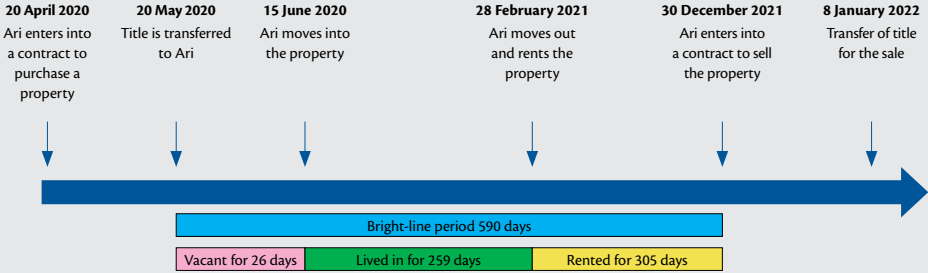 20 April 2020
Ari enters into
a contract to
purchase a
property
20 May 2020
Title is transferred
to Ari
15 June 2020
Ari moves into
the property
28 February 2021
Ari moves out
and rents the
property
30 December 2021
Ari enters into
a contract to sell
the property
8 January 2022
Transfer of title
for the sale
Bright-line period 590 days
Vacant for 26 days
Lived in for 259 days
Rented for 305 days